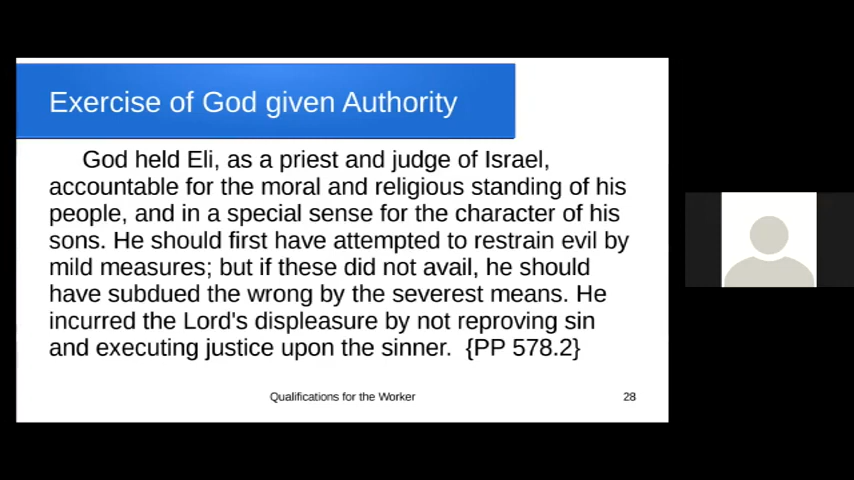 Exercise of God given Authority
God held Eli, as a priest and judge of Israel,
accountable for the moral and religious standing of his
people, and in a special sense for the character of his
sons. He should first have attempted to restrain evil by
mild measures; but if these did not avail, he should
have subdued the wrong by the severest means. He
incurred the Lord's displeasure by not reproving sin
and executing justice upon the sinner.  {PP 578.2}
Qualifications for the Worker
28